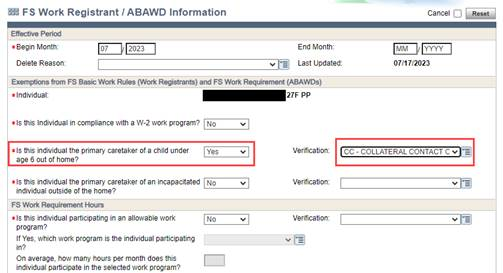 FS Work Registrant / ABAWD Information
Cancel Reset
Effective Period
*Begin Month: 07 / 2023 End Month: MM / YYYY
Delete Reason: Last Updated: 07/17/2023
Exemptions from FS Basic Work Rules (Work Registrants) and FS Work Requirement (ABAWDs)
*Individual: 27F PP
*Is this Individual in compliance with a W-2 work program? No
*Is this individual the primary caretaker of a child under Yes Verification: CC - COLLATERAL CONTACT C
age 6 out of home?
*Is this individual the primary caretaker of an incapacitated No Verification:
individual outside of the home?
FS Work Requirement Hours
*Is this individual participating in an allowable work No Verification:
program?
If Yes, which work program is the individual participating
in?
On average, how many hours per month does this
individual participate in the selected work program?